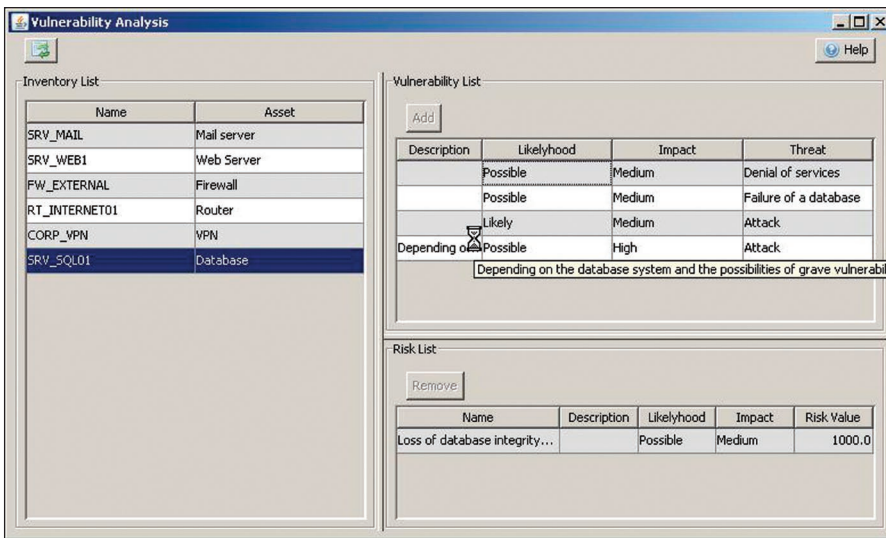 Vulnerability Analysis
Help
Inventory List
Name Asset
SRV_MAIL Mail server
SRV_WEB1 Web Server
FW_EXTERNAL Firewall
RT_INTERNET01 Router
CORP_VPN VPN
SRV_SQL01 Database
Vulnerability List
Add
Description Likelyhood Impact Threat
Possible Medium Denial of services
Possible Medium Failure of a database
Likely Medium Attack
Depending o Possible High Attack
Depending on the database system and the possibilities of grave vulnerabil
Risk List
Remove
Name Description Likelyhood Impact Risk Value
Loss of database integrity... Possible Medium 1000.0